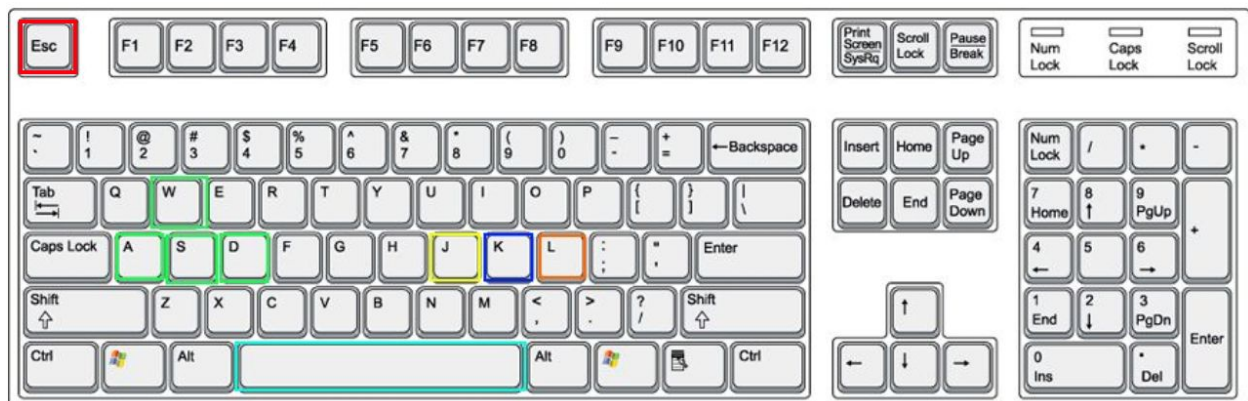 Esc F1 F2 F3 F4 F5 F6 F7 F8 F9 F10 F11 F12 Print Screen SysRq Scroll Lock Pause Break Num Lock Caps Lock Scroll Lock
~ ` ! 1 @ 2 # 3 $ 4 % 5 ^ 6 & 7 * 8 ( 9 ) 0 – - + = ←Backspace Insert Home Page Up Num Lock / * -
Tab Q W E R T Y U I O P { [ } ] | \ Delete End Page Down 7 Home 8 ↑ 9 PgUp +
Caps Lock A S D F G H J K L : ; " ' Enter 4 ← 5 6 →
Shift Z X C V B N M < , > . ? / Shift ↑ 1 End 2 ↓ 3 PgDn Enter
Ctrl Alt Alt Ctrl ← ↓ → 0 Ins • Del